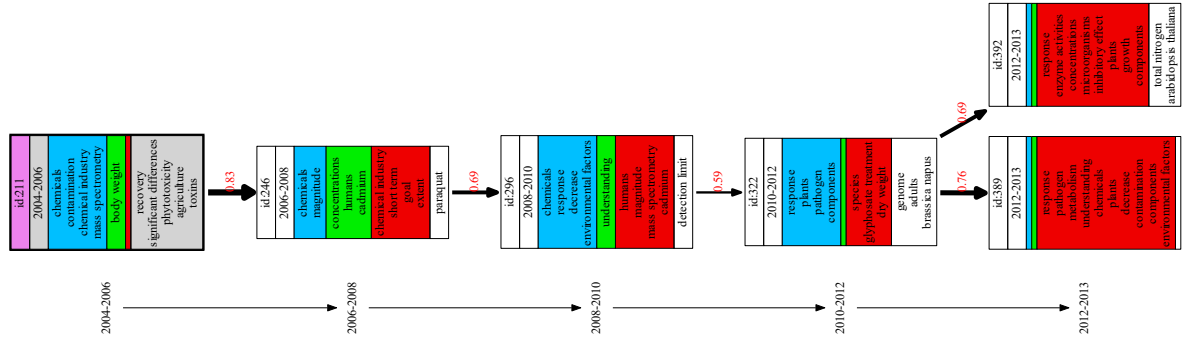 id:211
2004-2006
chemicals
contamination
chemical industry
mass spectrometry
body weight
recovery
significant differences
phytotoxicity
agriculture
toxins
0.83
id:246
2006-2008
chemicals
magnitude
concentrations
humans
cadmium
chemical industry
short term
goal
extent
paraquat
0.69
id:296
2008-2010
chemicals
response
decrease
environmental factors
understanding
humans
magnitude
mass spectrometry
cadmium
detection limit
0.59
id:322
2010-2012
response
plants
pathogen
components
species
glyphosate treatment
dry weight
genome
adults
brassica napus
0.69
0.76
id:392
2012-2013
response
enzyme activities
concentrations
microorganisms
inhibitory effect
plants
growth
components
total nitrogen
arabidopsis thaliana
id:389
2012-2013
response
pathogen
metabolism
understanding
chemicals
plants
decrease
contamination
components
environmental factors
2004-2006
2006-2008
2008-2010
2010-2012
2012-2013